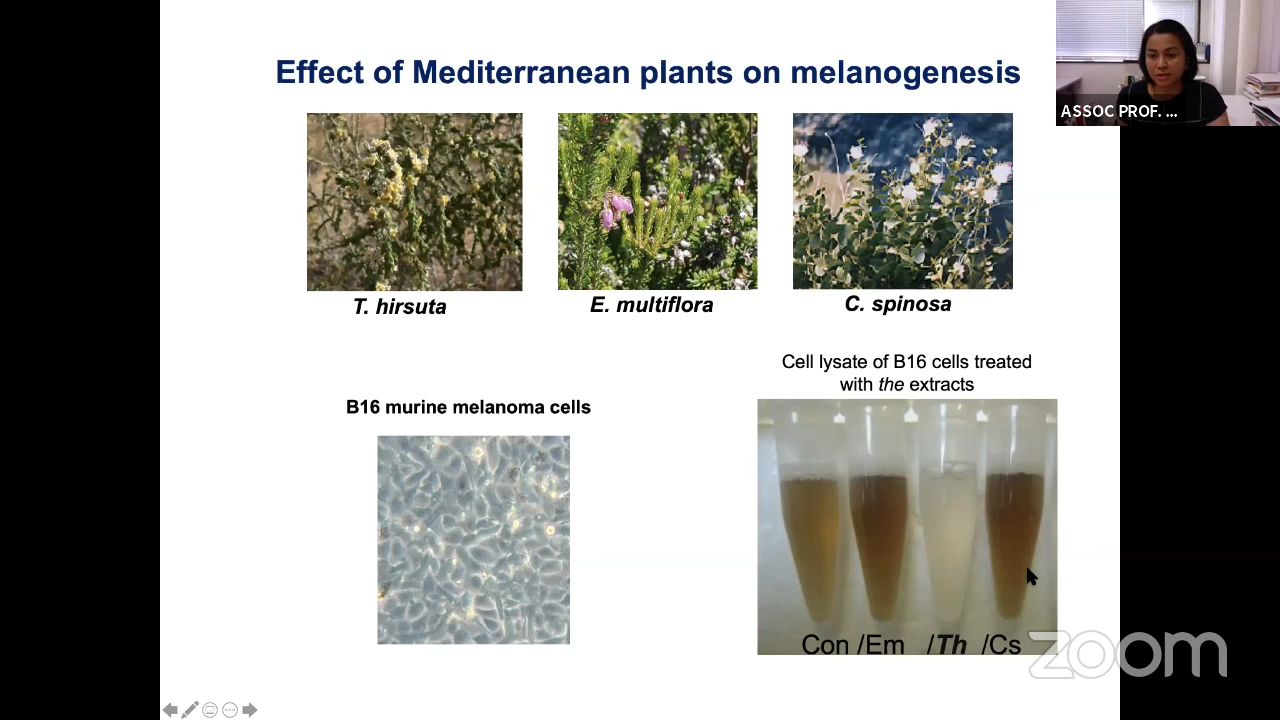 Effect of Mediterranean plants on melanogenesis
ASSOC PROF. ...
T. hirsuta
E. multiflora
C. spinosa
Cell lysate of B16 cells treated
with the extracts
B16 murine melanoma cells
Con /Em /Th /Cs
zoom